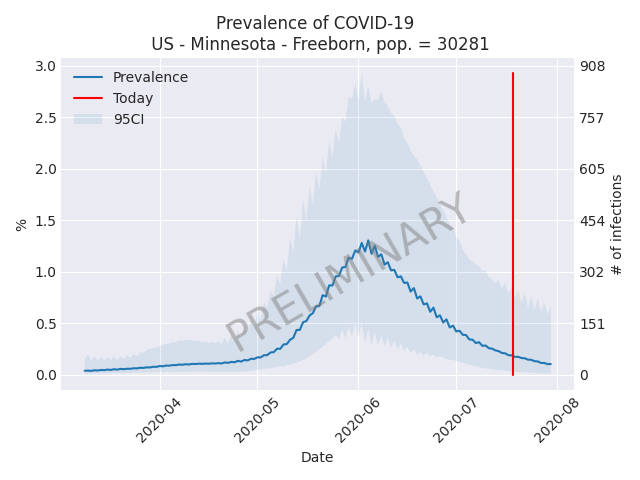 Prevalence of COVID-19
US - Minnesota - Freeborn, pop. = 30281
Prevalence
Today
95CI
3.0
2.5
2.0
1.5
1.0
0.5
0.0
%
908
757
605
454
302
151
0
# of infections
PRELIMINARY
2020-04
2020-05
2020-06
2020-07
2020-08
Date